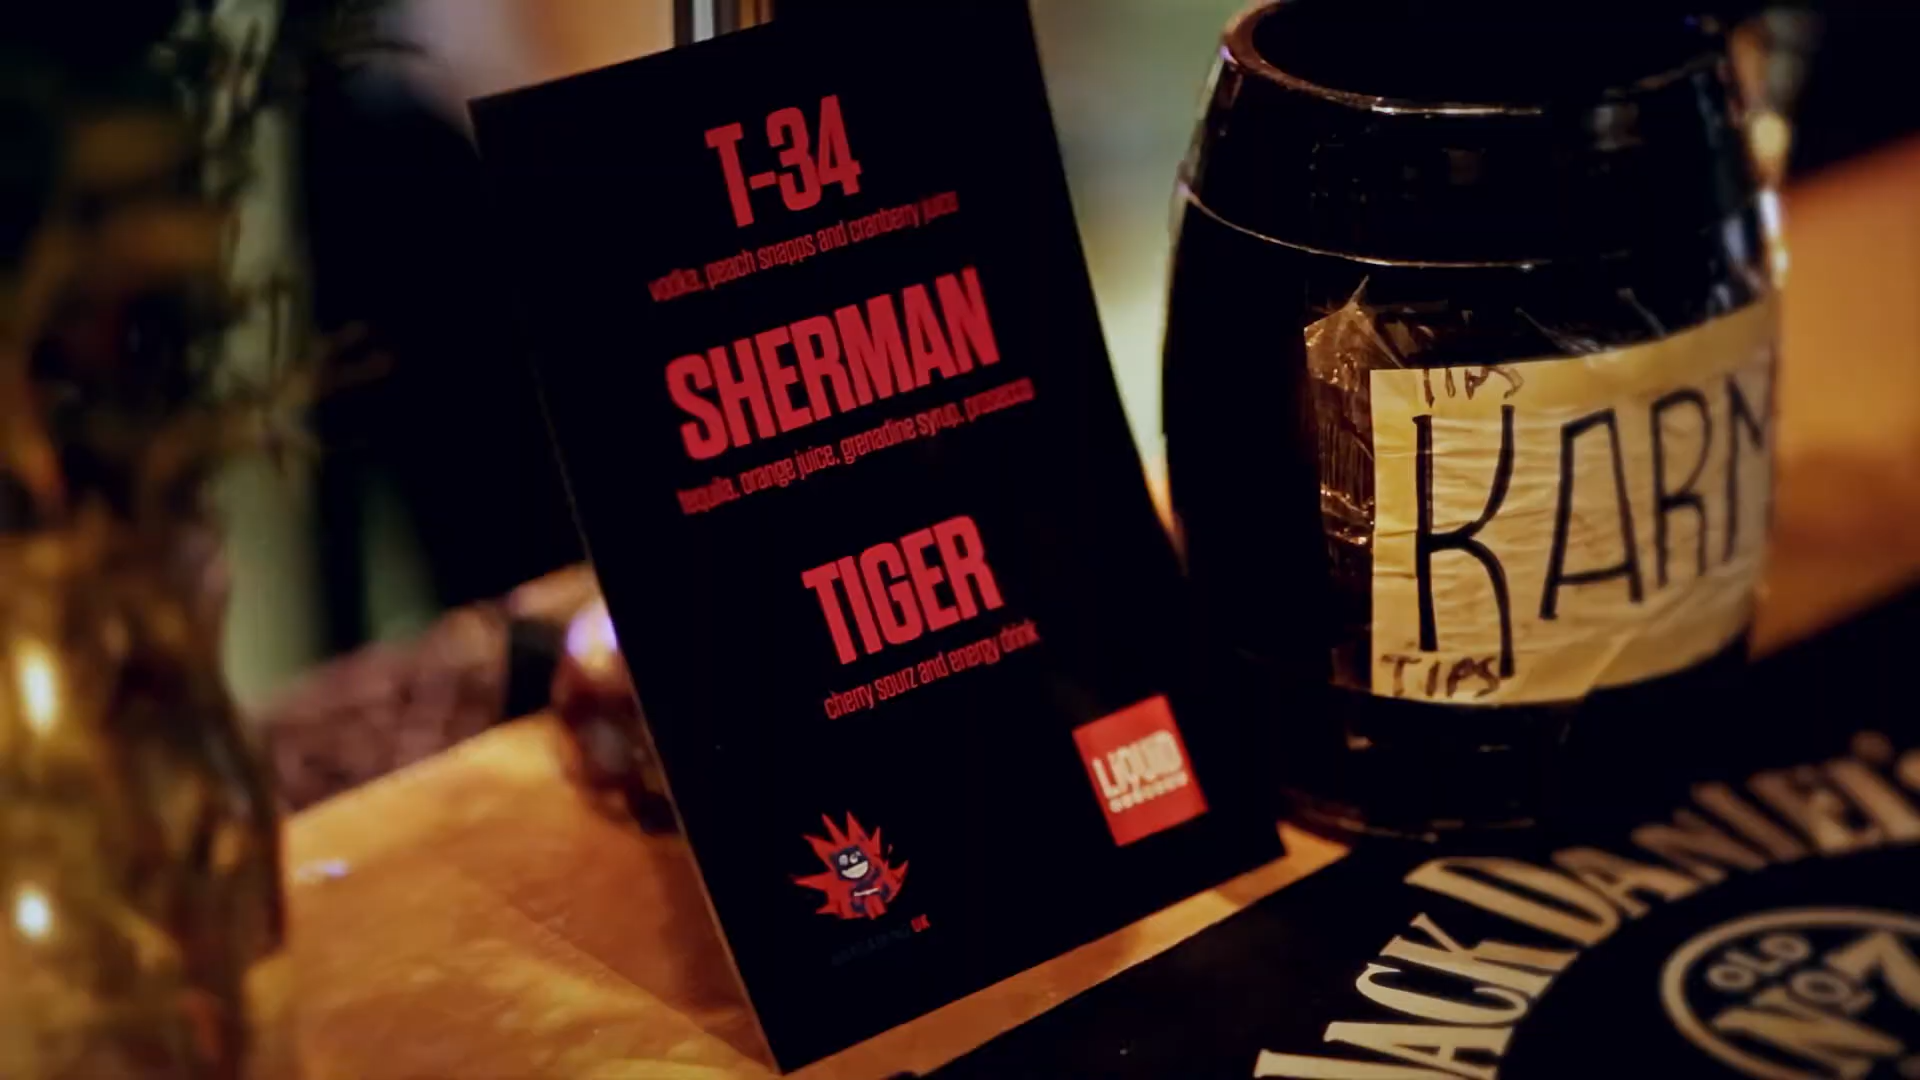 T-34
vodka, peach snapps and cranberry juice
SHERMAN
tequila, orange juice, grenadine syrup, prosecco
TIGER
cherry sourz and energy drink
LIQUID
UK
TIPS
KARM
TIPS
JACK DANIEL'S
OLD
No. 7